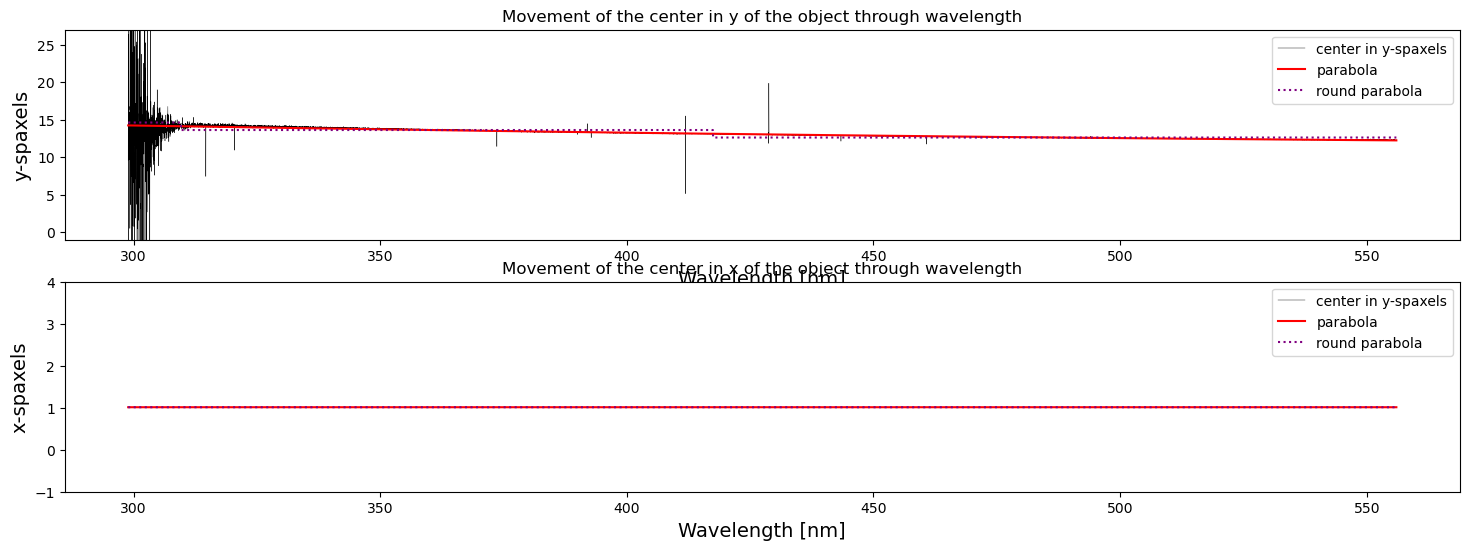 Movement of the center in y of the object through wavelength
y-spaxels
25
20
15
10
5
0
center in y-spaxels
parabola
round parabola
300 350 400 450 500 550
Wavelength [nm]
Movement of the center in x of the object through wavelength
x-spaxels
4
3
2
1
0
−1
center in y-spaxels
parabola
round parabola
300 350 400 450 500 550
Wavelength [nm]